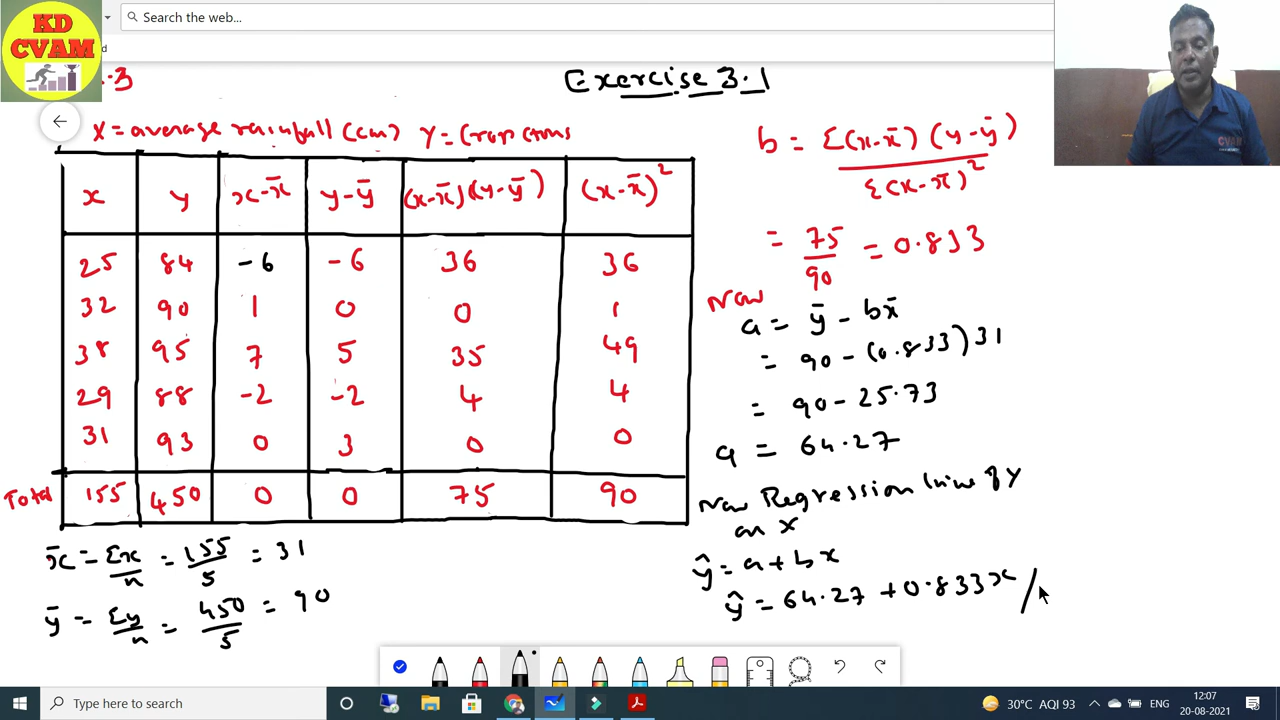 Search the web...
KD
CVAM
.3
Exercise 3.1
X = average rainfall (cm) Y = (rop (tons
x y x-x̄ y-ȳ (x-x̄)(y-ȳ) (x-x̄)²
25 84 -6 -6 36 36
32 90 1 0 0 1
38 95 7 5 35 49
29 88 -2 -2 4 4
31 93 0 3 0 0
Total 155 450 0 0 75 90
x̄ = Σx/n = 155/5 = 31
ȳ = Σy/n = 450/5 = 90
b = Σ(x-x̄)(y-ȳ)/Σ(x-x̄)²
= 75/90 = 0.833
Now
a = ȳ - bx̄
= 90 - (0.833)31
= 90 - 25.73
a = 64.27
Now Regression line of Y
on X
ŷ = a + bx
ŷ = 64.27 + 0.833x
CVAM
Type here to search
30°C AQI 93
ENG
12:07
20-08-2021